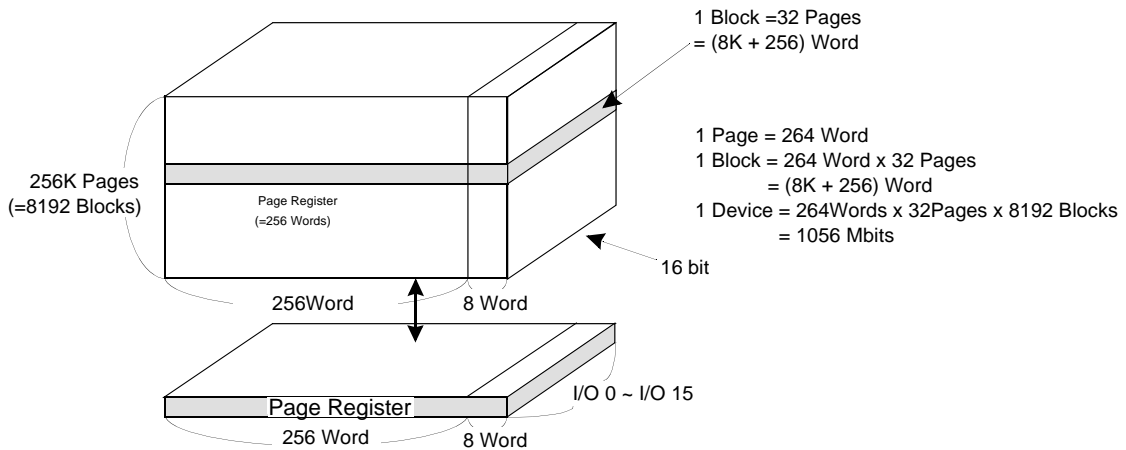 1 Block =32 Pages
= (8K + 256) Word
1 Page = 264 Word
1 Block = 264 Word x 32 Pages
= (8K + 256) Word
1 Device = 264Words x 32Pages x 8192 Blocks
= 1056 Mbits
256K Pages
(=8192 Blocks)
Page Register
(=256 Words)
16 bit
256Word
8 Word
I/O 0 ~ I/O 15
Page Register
256 Word
8 Word